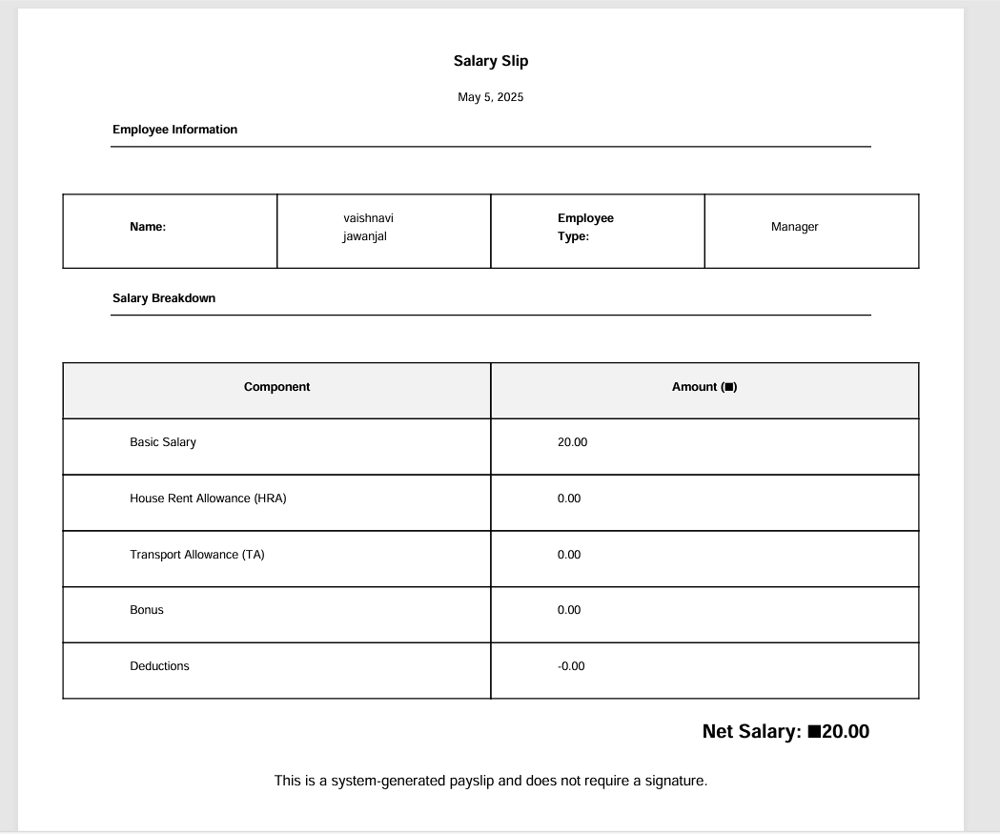 Salary Slip
May 5, 2025
Employee Information
Name:
vaishnavi
jawanjal
Employee
Type:
Manager
Salary Breakdown
Component
Amount (■)
Basic Salary
20.00
House Rent Allowance (HRA)
0.00
Transport Allowance (TA)
0.00
Bonus
0.00
Deductions
-0.00
Net Salary: ■20.00
This is a system-generated payslip and does not require a signature.